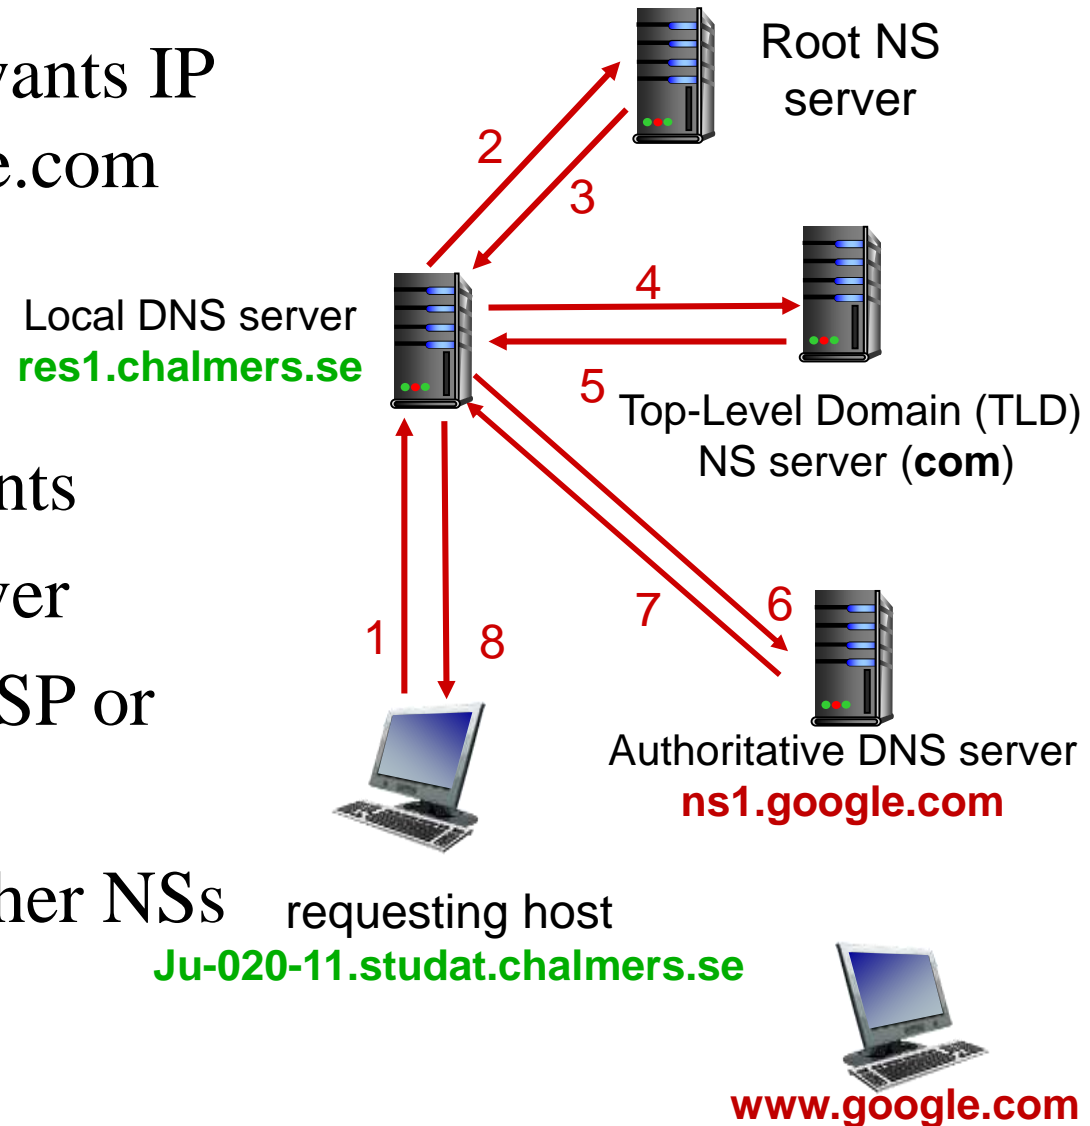 wants IP
e.com
Root NS
server
2
3
4
Local DNS server
res1.chalmers.se
5
Top-Level Domain (TLD)
NS server (com)
nts
ver
SP or
1
8
7
6
Authoritative DNS server
ns1.google.com
her NSs
requesting host
Ju-020-11.studat.chalmers.se
www.google.com